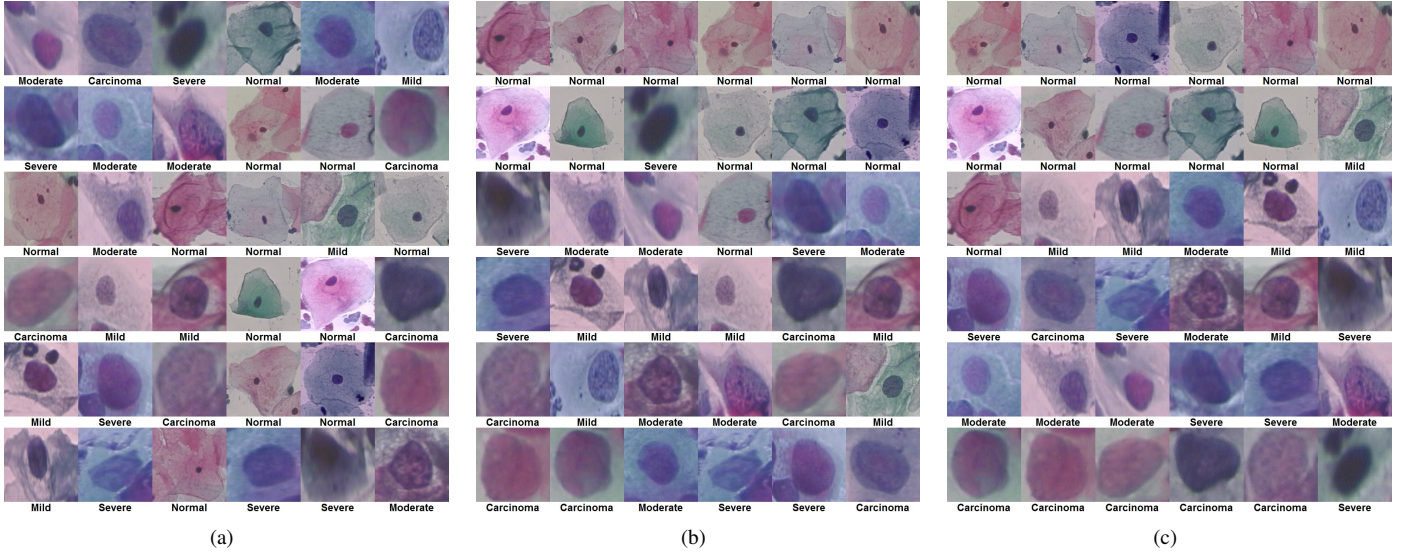 Moderate Carcinoma Severe Normal Moderate Mild
Severe Moderate Moderate Normal Normal Carcinoma
Normal Moderate Normal Normal Mild Normal
Carcinoma Mild Mild Normal Normal Carcinoma
Mild Severe Carcinoma Normal Normal Carcinoma
Mild Severe Normal Severe Severe Moderate
(a)
Normal Normal Normal Normal Normal Normal
Normal Normal Severe Normal Normal Normal
Severe Moderate Moderate Normal Severe Moderate
Severe Mild Mild Mild Carcinoma Mild
Carcinoma Mild Moderate Moderate Carcinoma Mild
Carcinoma Carcinoma Moderate Severe Severe Carcinoma
(b)
Normal Normal Normal Normal Normal Normal
Normal Normal Normal Normal Normal Mild
Normal Mild Mild Moderate Mild Mild
Severe Carcinoma Severe Moderate Mild Severe
Moderate Moderate Moderate Severe Severe Moderate
Carcinoma Carcinoma Carcinoma Carcinoma Carcinoma Severe
(c)